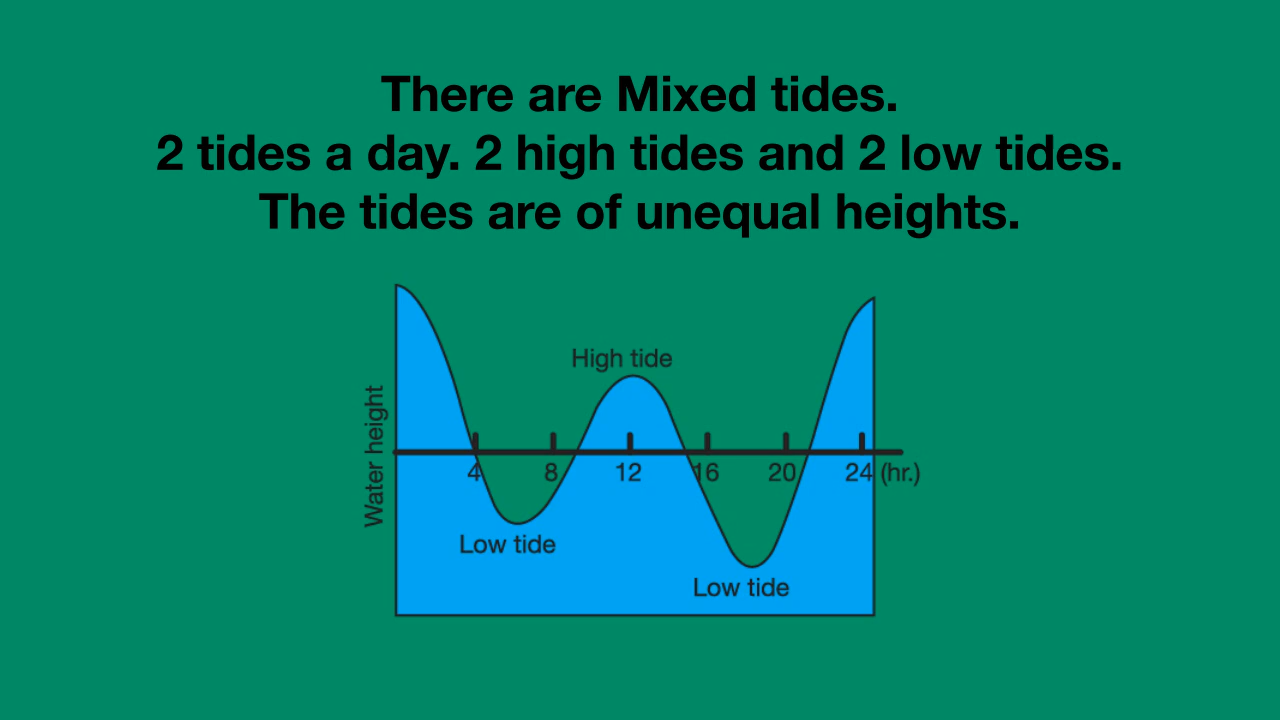 There are Mixed tides.
2 tides a day. 2 high tides and 2 low tides.
The tides are of unequal heights.
High tide
Water height
4 8 12 16 20 24 (hr.)
Low tide
Low tide